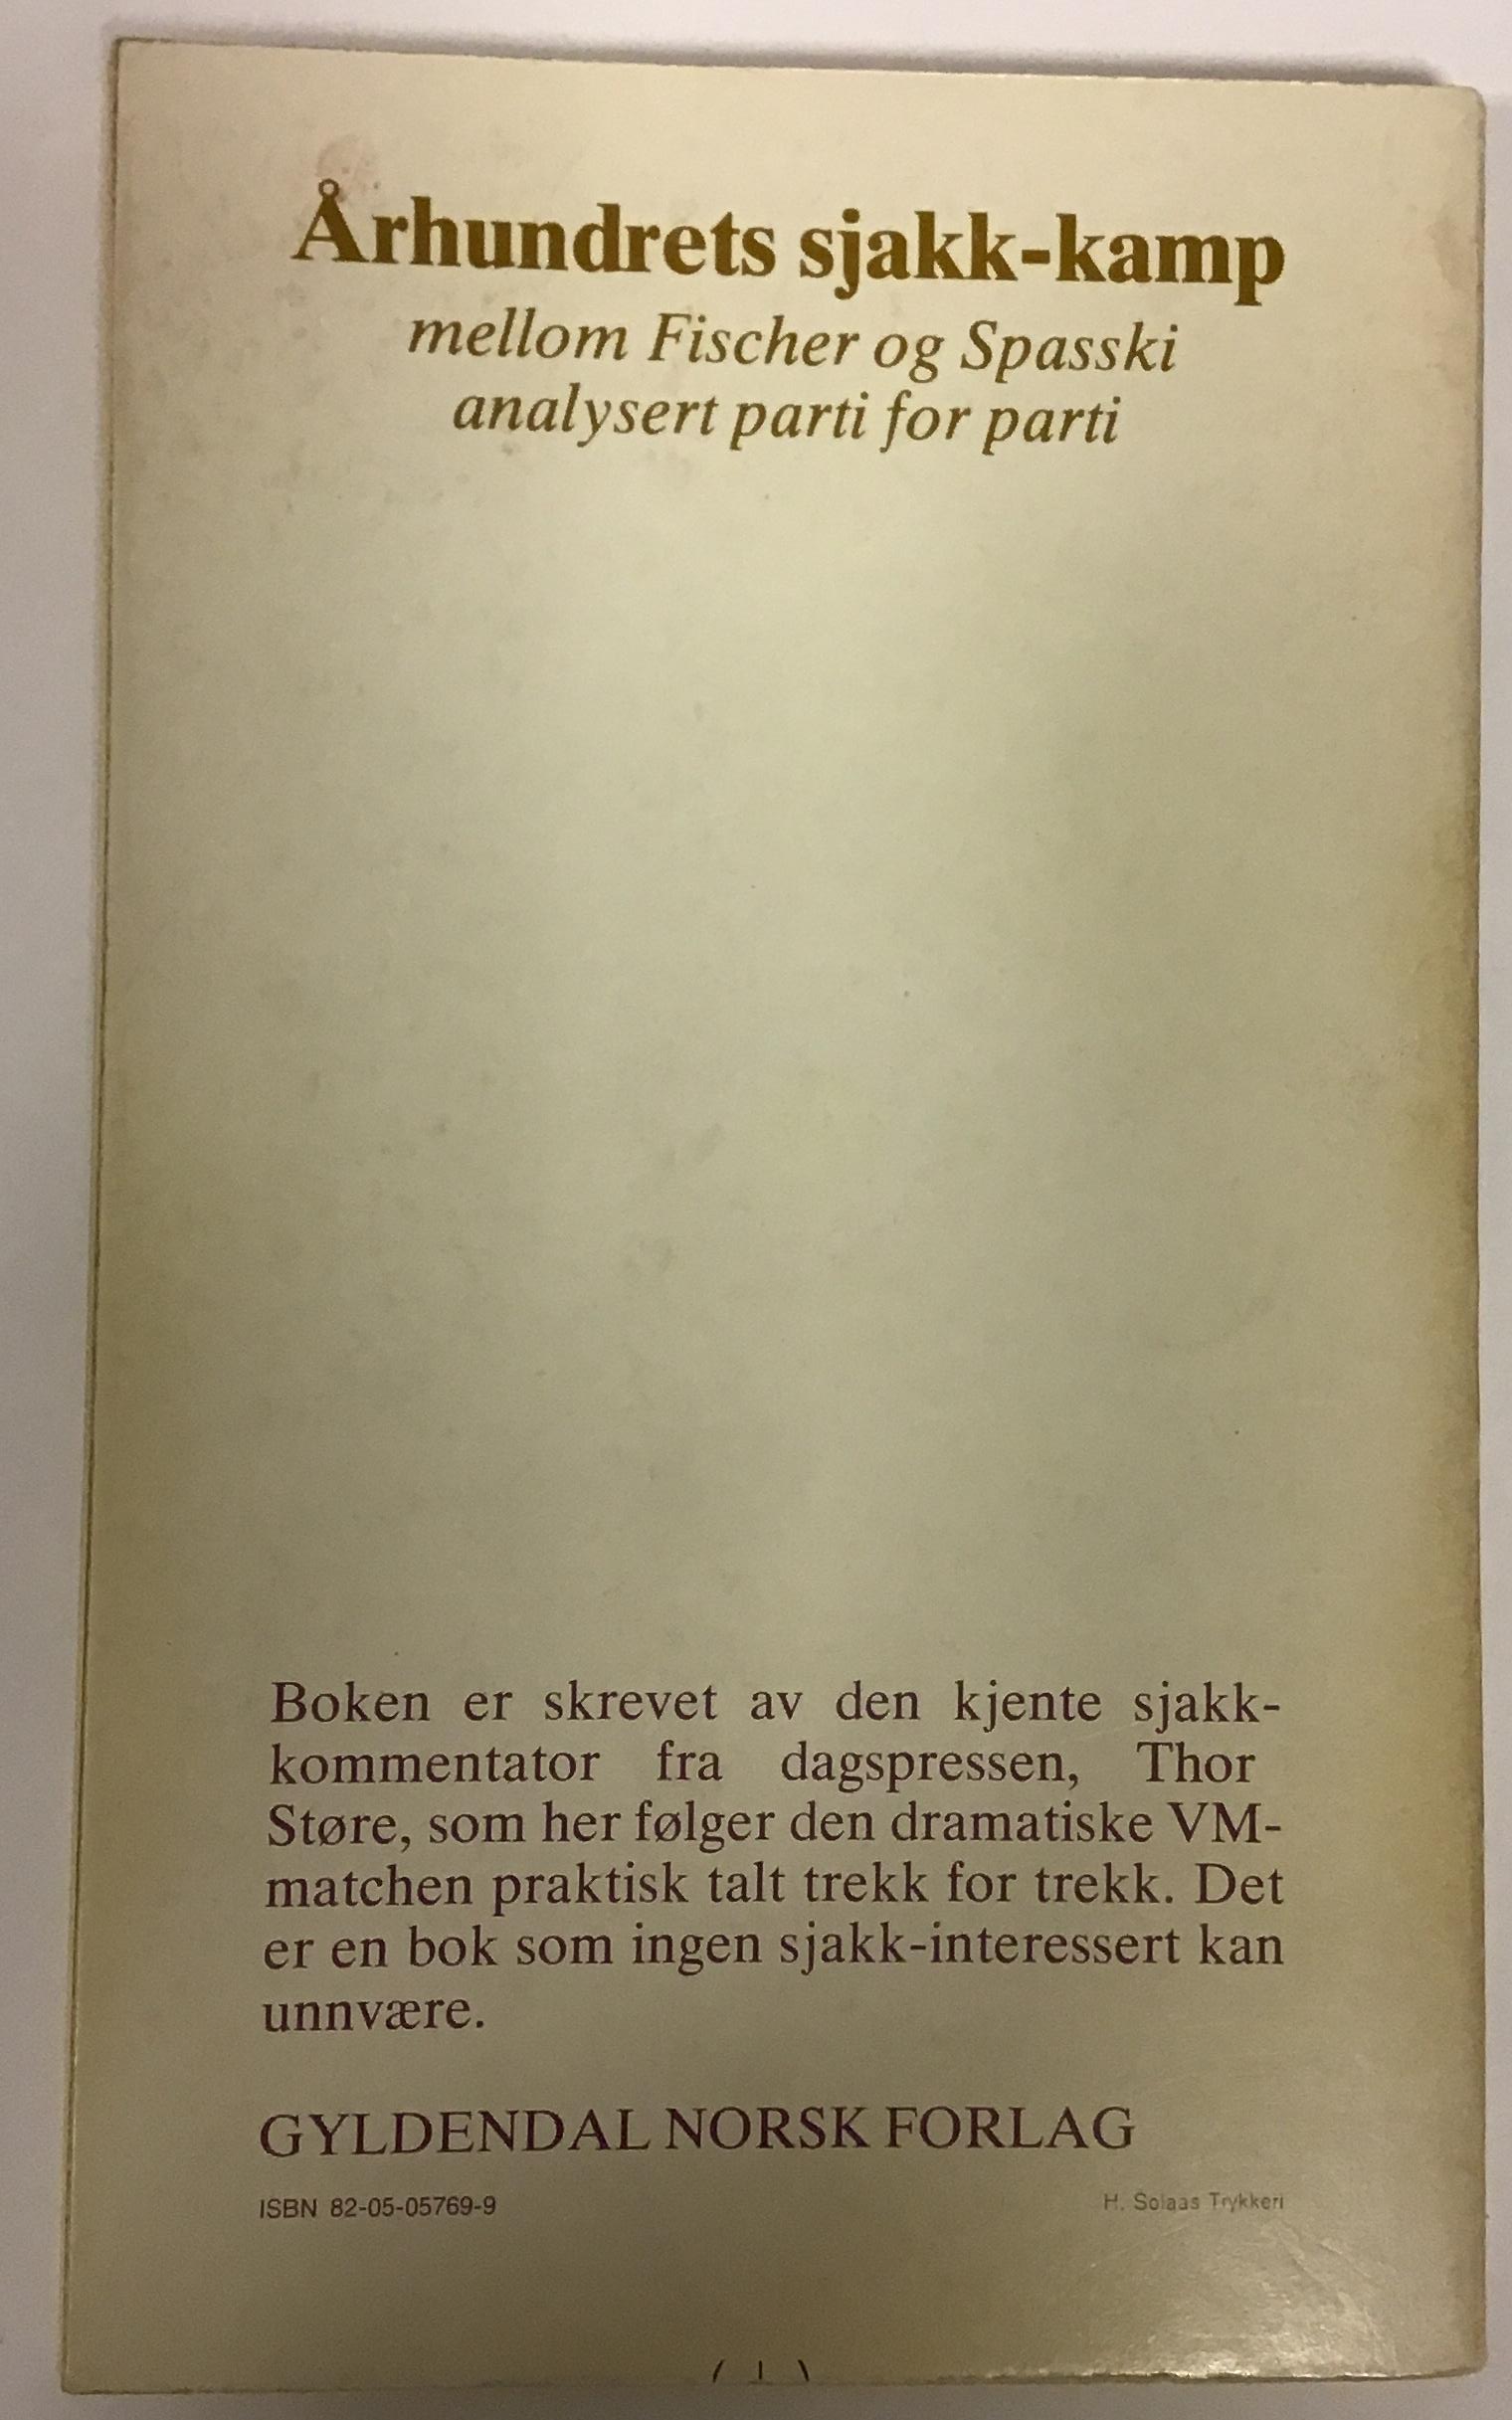 Århundrets sjakk-kamp
mellom Fischer og Spasski
analysert parti for parti
Boken er skrevet av den kjente sjakk-
kommentator fra dagspressen, Thor
Støre, som her følger den dramatiske VM-
matchen praktisk talt trekk for trekk. Det
er en bok som ingen sjakk-interessert kan
unnvære.
GYLDENDAL NORSK FORLAG
ISBN 82-05-05769-9
H. Solaas Trykkeri